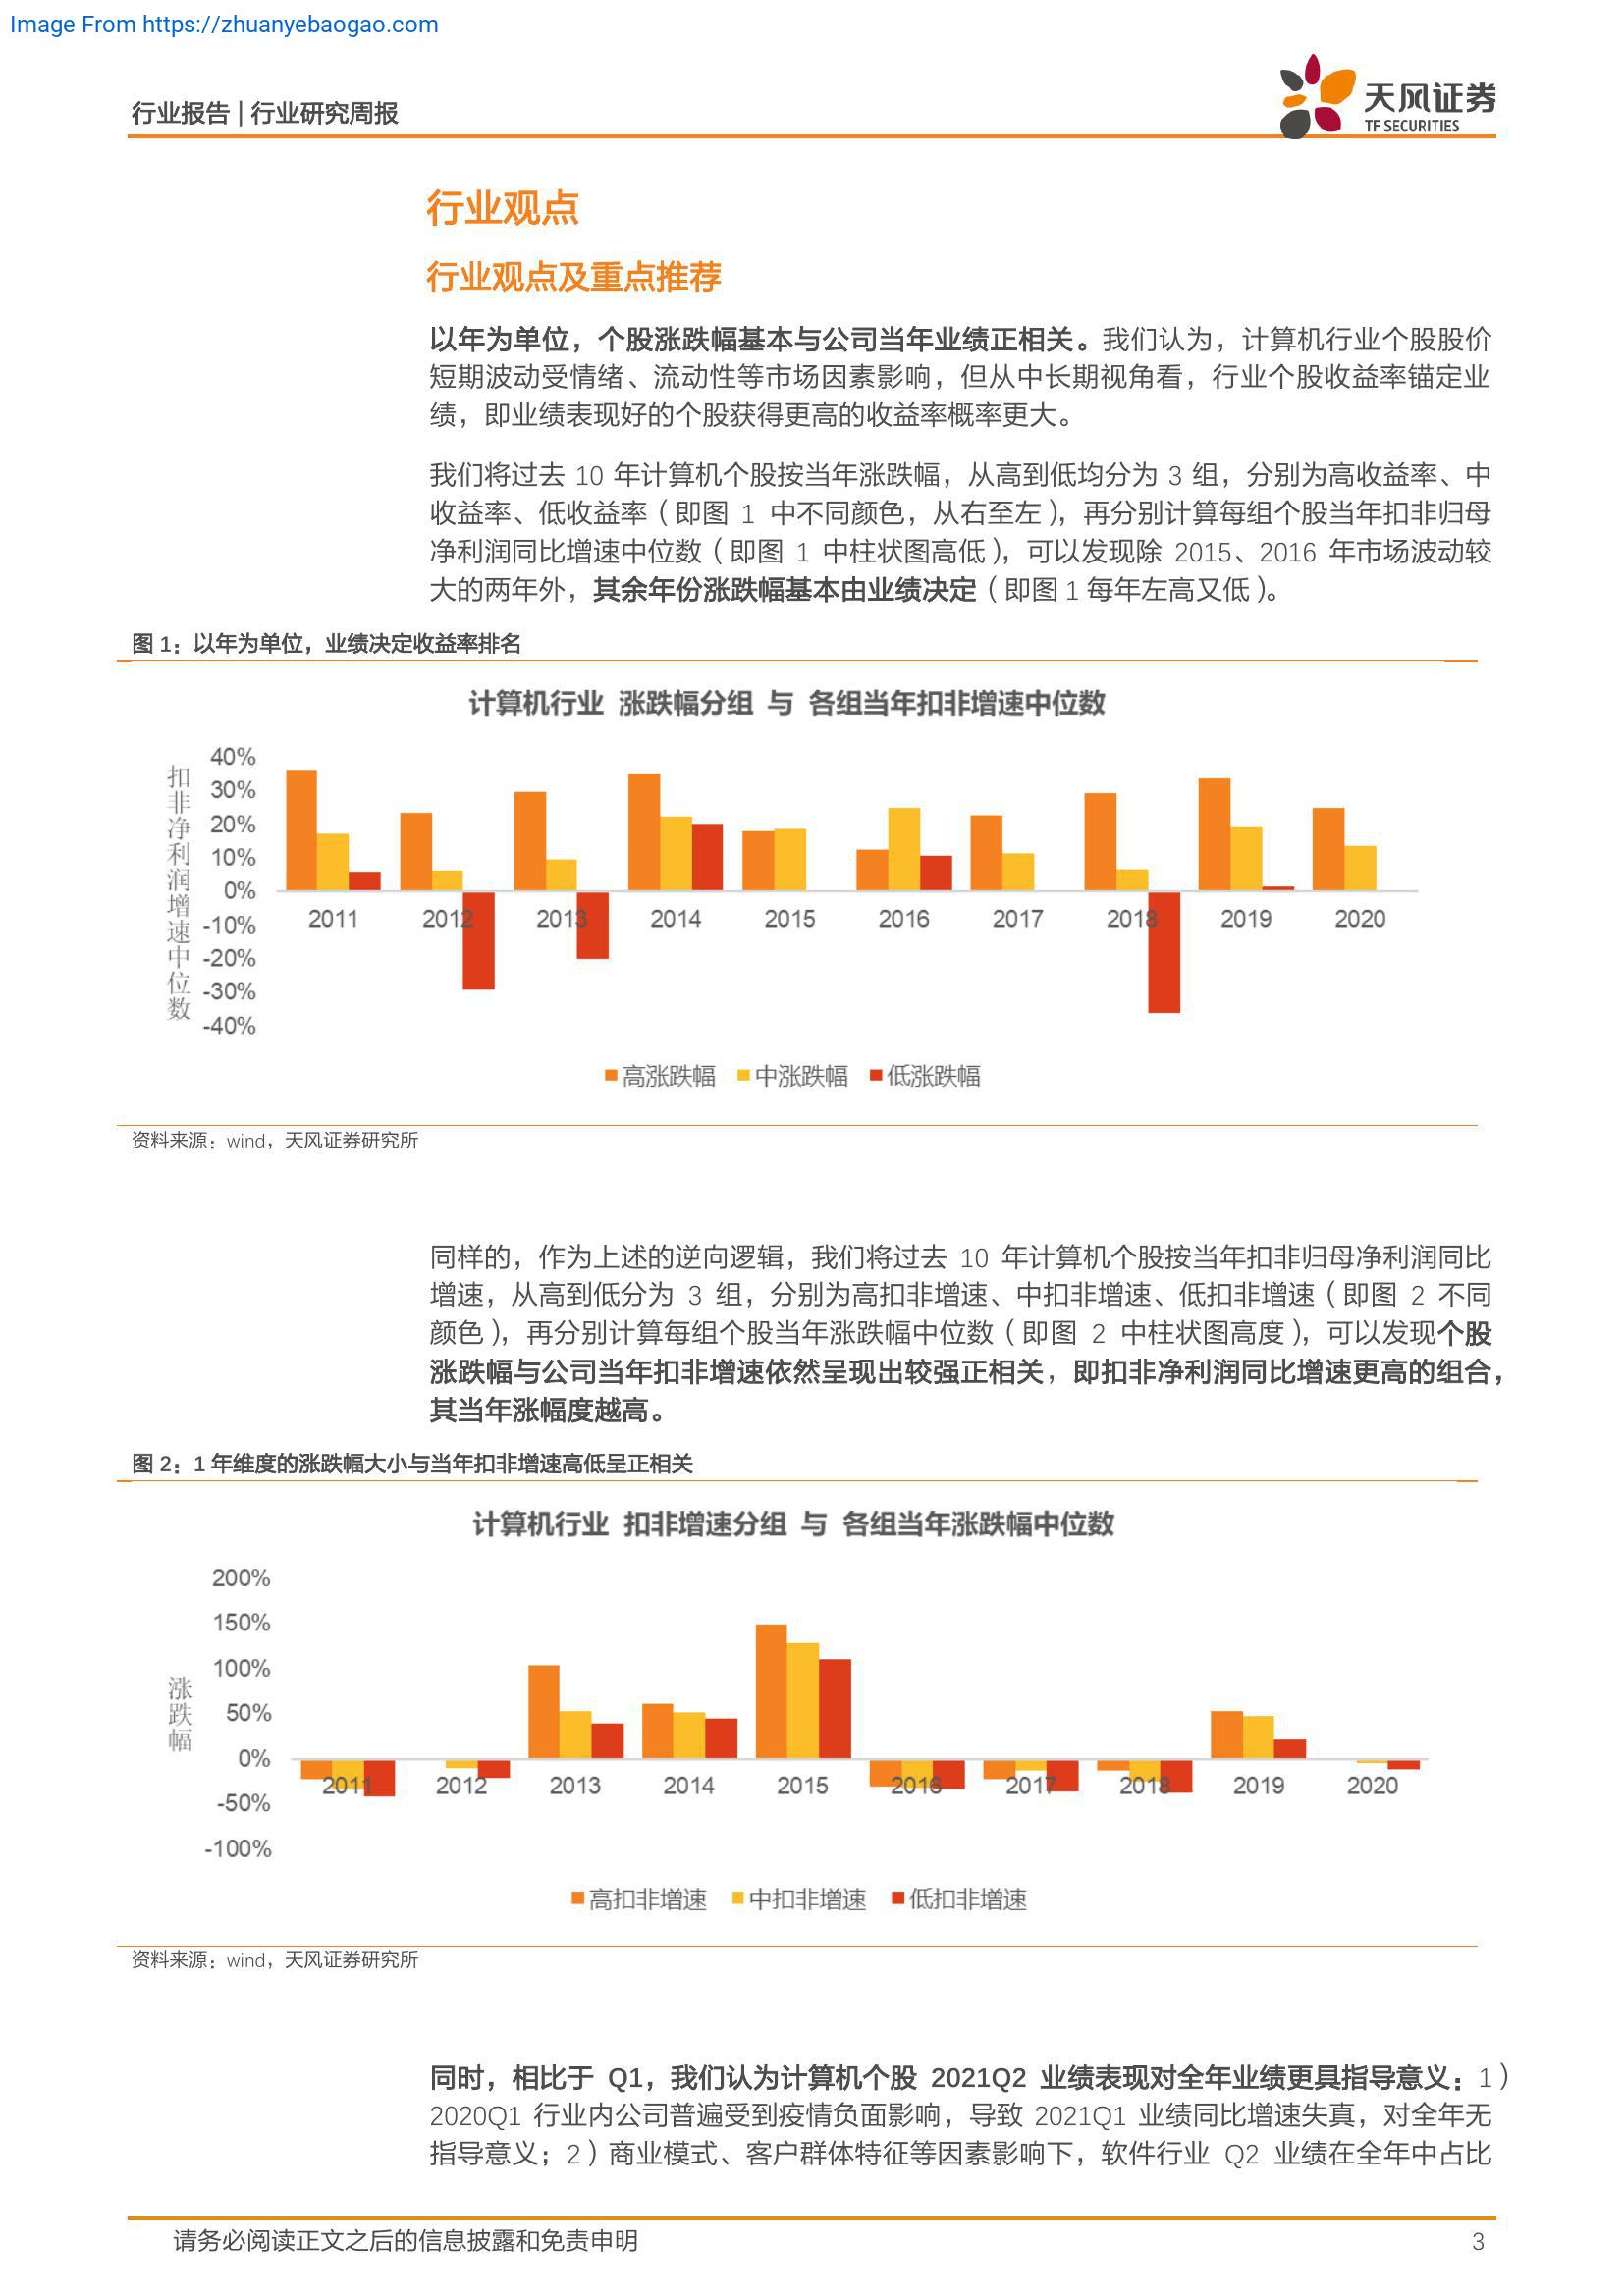 Image From https://zhuanyebaogao.com
行业报告 | 行业研究周报
天风证券
TF SECURITIES
行业观点
行业观点及重点推荐
以年为单位，个股涨跌幅基本与公司当年业绩正相关。我们认为，计算机行业个股股价
短期波动受情绪、流动性等市场因素影响，但从中长期视角看，行业个股收益率锚定业
绩，即业绩表现好的个股获得更高的收益率概率更大。
我们将过去 10 年计算机个股按当年涨跌幅，从高到低均分为 3 组，分别为高收益率、中
收益率、低收益率（即图 1 中不同颜色，从右至左），再分别计算每组个股当年扣非归母
净利润同比增速中位数（即图 1 中柱状图高低），可以发现除 2015、2016 年市场波动较
大的两年外，其余年份涨跌幅基本由业绩决定（即图 1 每年左高又低）。
图 1：以年为单位，业绩决定收益率排名
计算机行业 涨跌幅分组 与 各组当年扣非增速中位数
扣非净利润增速中位数
40%
30%
20%
10%
0%
-10%
-20%
-30%
-40%
2011 2012 2013 2014 2015 2016 2017 2018 2019 2020
高涨跌幅 中涨跌幅 低涨跌幅
资料来源：wind，天风证券研究所
同样的，作为上述的逆向逻辑，我们将过去 10 年计算机个股按当年扣非归母净利润同比
增速，从高到低分为 3 组，分别为高扣非增速、中扣非增速、低扣非增速（即图 2 不同
颜色），再分别计算每组个股当年涨跌幅中位数（即图 2 中柱状图高度），可以发现个股
涨跌幅与公司当年扣非增速依然呈现出较强正相关，即扣非净利润同比增速更高的组合，
其当年涨幅度越高。
图 2：1 年维度的涨跌幅大小与当年扣非增速高低呈正相关
计算机行业 扣非增速分组 与 各组当年涨跌幅中位数
涨跌幅
200%
150%
100%
50%
0%
-50%
-100%
2011 2012 2013 2014 2015 2016 2017 2018 2019 2020
高扣非增速 中扣非增速 低扣非增速
资料来源：wind，天风证券研究所
同时，相比于 Q1，我们认为计算机个股 2021Q2 业绩表现对全年业绩更具指导意义：1）
2020Q1 行业内公司普遍受到疫情负面影响，导致 2021Q1 业绩同比增速失真，对全年无
指导意义；2）商业模式、客户群体特征等因素影响下，软件行业 Q2 业绩在全年中占比
请务必阅读正文之后的信息披露和免责申明
3